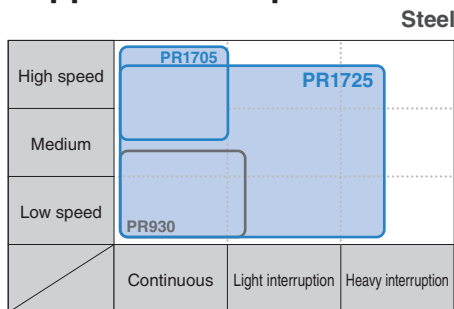 Steel
High speed
PR1705
PR1725
Medium
Low speed
PR930
Continuous
Light interruption
Heavy interruption